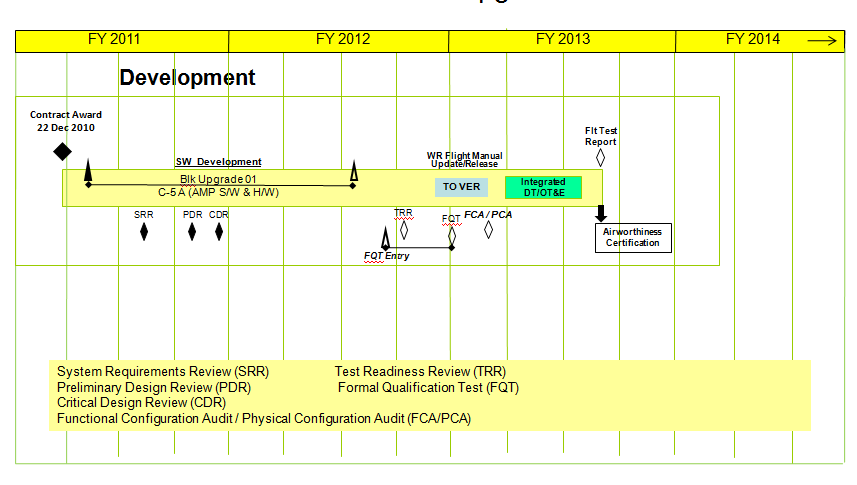 FY 2011 FY 2012 FY 2013 FY 2014
Development
Contract Award
22 Dec 2010
Flt Test
Report
SW Development
WR Flight Manual
Update/Release
Blk Upgrade 01
C-5 A (AMP S/W & H/W)
TO VER
Integrated
DT/OT&E
SRR PDR CDR TRR FQT FCA / PCA
FQT Entry
Airworthiness
Certification
System Requirements Review (SRR) Test Readiness Review (TRR)
Preliminary Design Review (PDR) Formal Qualification Test (FQT)
Critical Design Review (CDR)
Functional Configuration Audit / Physical Configuration Audit (FCA/PCA)